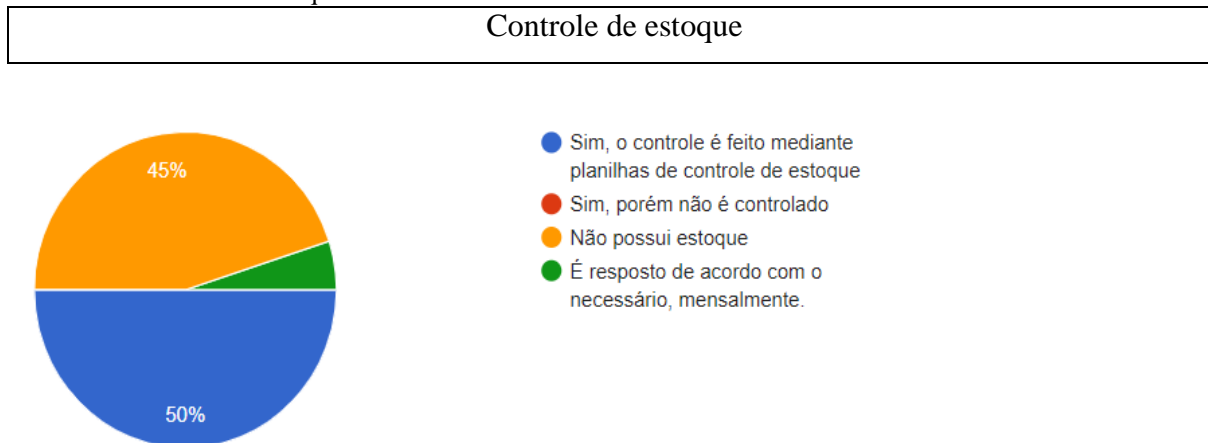 Controle de estoque
45%
50%
Sim, o controle é feito mediante
planilhas de controle de estoque
Sim, porém não é controlado
Não possui estoque
É resposto de acordo com o
necessário, mensalmente.